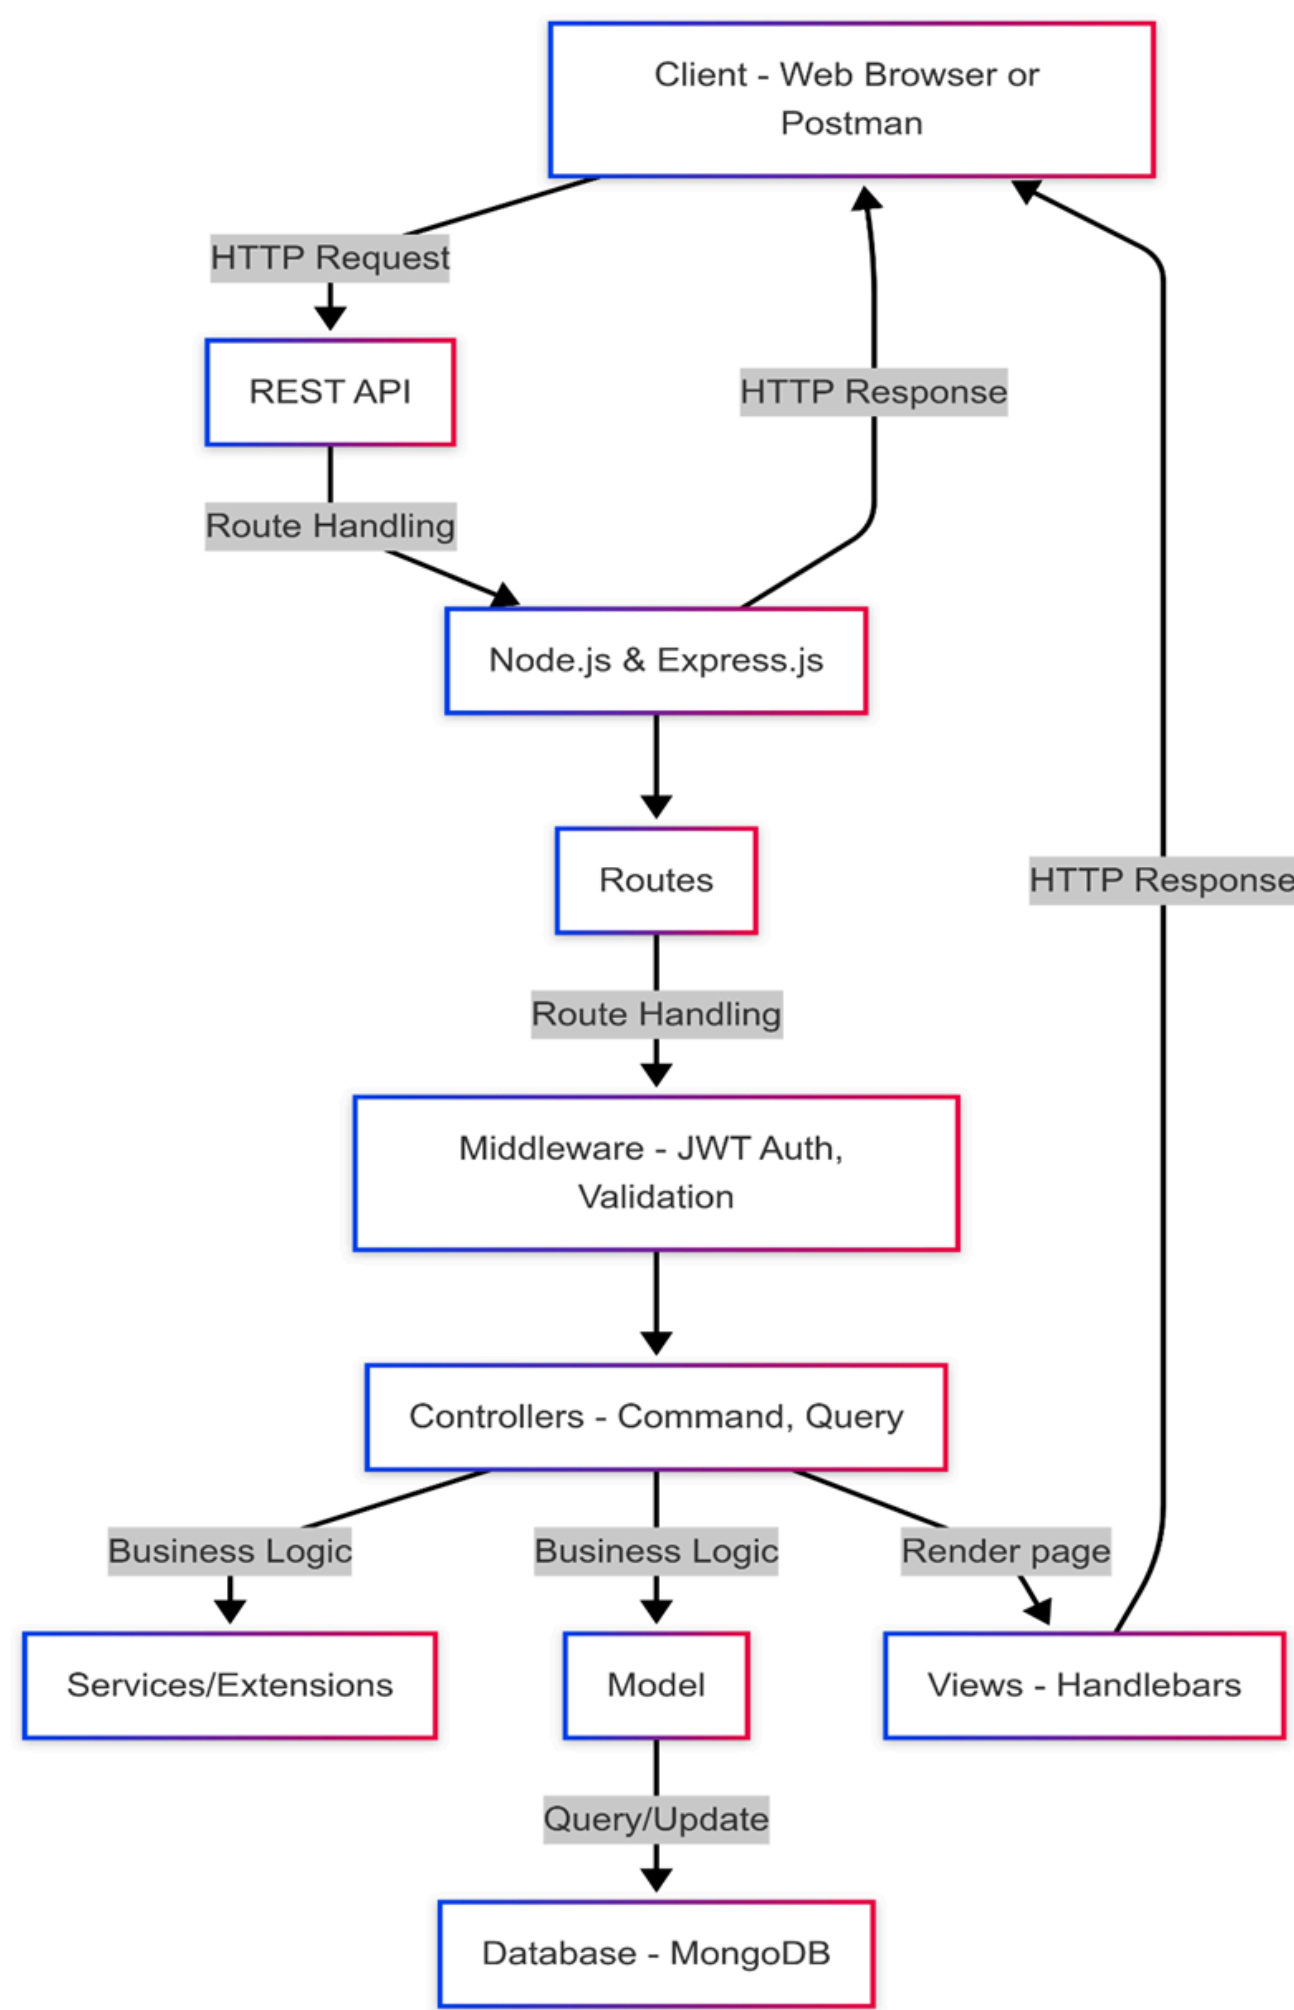 Client - Web Browser or
Postman
HTTP Request
REST API
HTTP Response
Route Handling
Node.js & Express.js
Routes
HTTP Response
Route Handling
Middleware - JWT Auth,
Validation
Controllers - Command, Query
Business Logic
Business Logic
Render page
Services/Extensions
Model
Views - Handlebars
Query/Update
Database - MongoDB